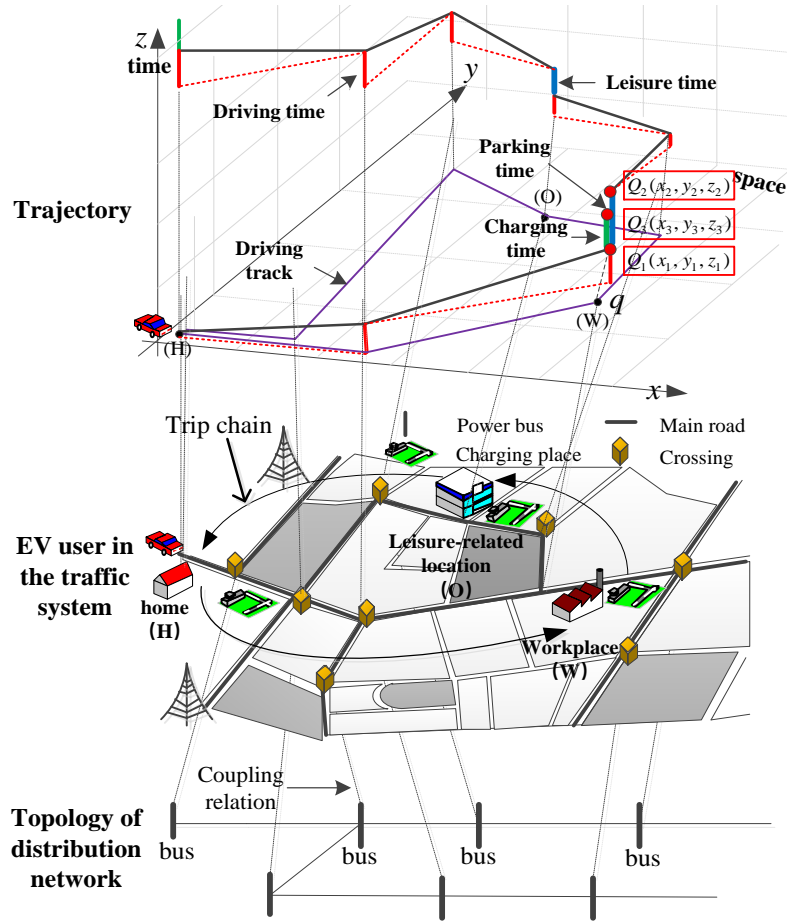 z
time
y
Driving time
Leisure time
Parking
time
space
Q₂(x₂, y₂, z₂)
(O)
Trajectory
Charging
time
Q₃(x₃, y₃, z₃)
Driving
track
Q₁(x₁, y₁, z₁)
q
(W)
(H)
x
Trip chain
Power bus
Main road
Charging place
Crossing
EV user in
the traffic
system
Leisure-related
location
(O)
home
(H)
Workplace
(W)
Coupling
relation
Topology of
distribution
network
bus
bus
bus
bus